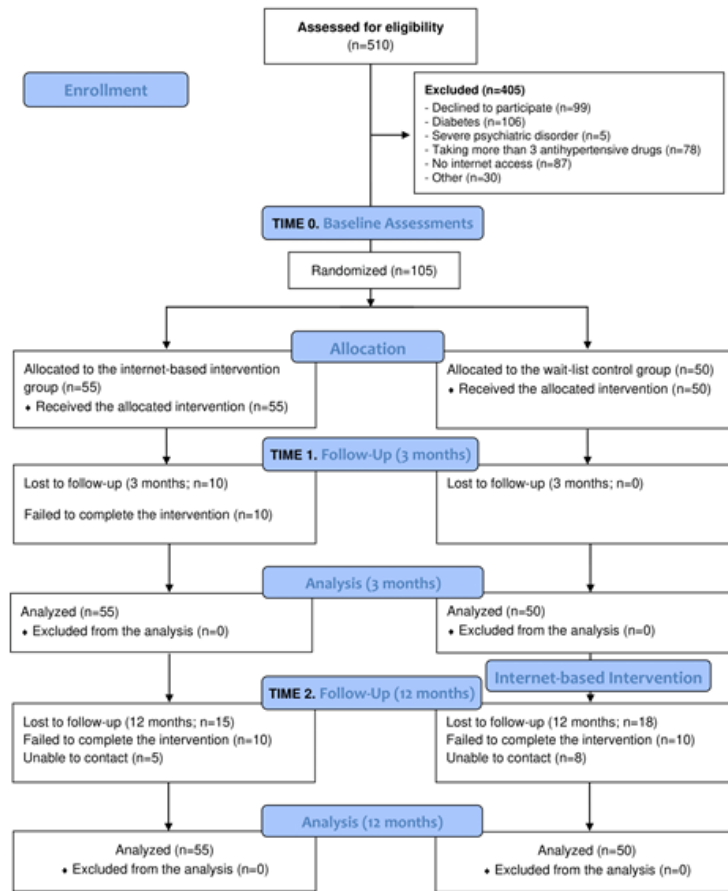 Assessed for eligibility
(n=510)
Enrollment
Excluded (n=405)
- Declined to participate (n=99)
- Diabetes (n=106)
- Severe psychiatric disorder (n=5)
- Taking more than 3 antihypertensive drugs (n=78)
- No internet access (n=87)
- Other (n=30)
TIME 0. Baseline Assessments
Randomized (n=105)
Allocation
Allocated to the internet-based intervention
group (n=55)
♦ Received the allocated intervention (n=55)
Allocated to the wait-list control group (n=50)
♦ Received the allocated intervention (n=50)
TIME 1. Follow-Up (3 months)
Lost to follow-up (3 months; n=10)
Failed to complete the intervention (n=10)
Lost to follow-up (3 months; n=0)
Analysis (3 months)
Analyzed (n=55)
♦ Excluded from the analysis (n=0)
Analyzed (n=50)
♦ Excluded from the analysis (n=0)
Internet-based Intervention
TIME 2. Follow-Up (12 months)
Lost to follow-up (12 months; n=15)
Failed to complete the intervention (n=10)
Unable to contact (n=5)
Lost to follow-up (12 months; n=18)
Failed to complete the intervention (n=10)
Unable to contact (n=8)
Analysis (12 months)
Analyzed (n=55)
♦ Excluded from the analysis (n=0)
Analyzed (n=50)
♦ Excluded from the analysis (n=0)